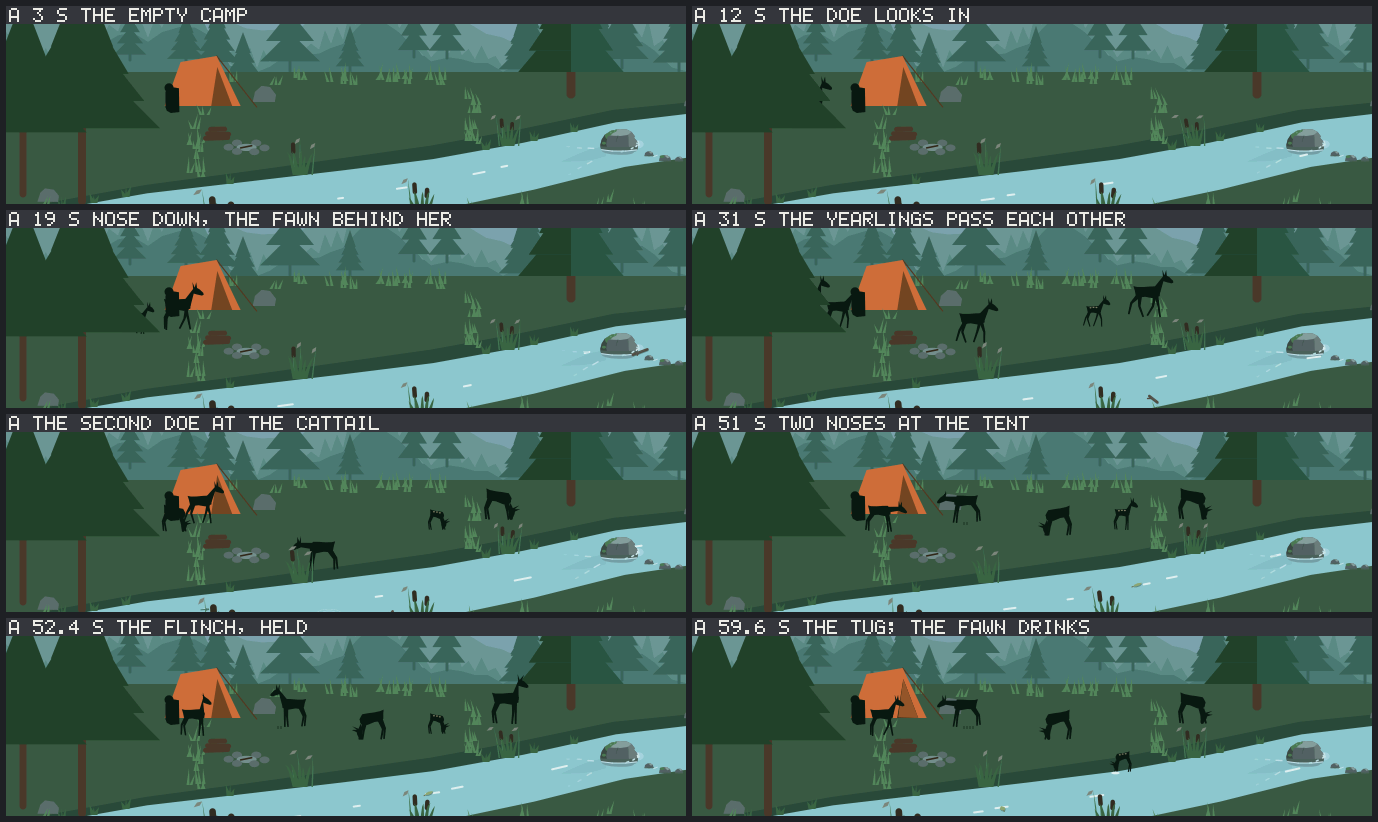 A 3 S THE EMPTY CAMP
A 12 S THE DOE LOOKS IN
A 19 S NOSE DOWN, THE FAWN BEHIND HER
A 31 S THE YEARLINGS PASS EACH OTHER
A THE SECOND DOE AT THE CATTAIL
A 51 S TWO NOSES AT THE TENT
A 52.4 S THE FLINCH, HELD
A 59.6 S THE TUG; THE FAWN DRINKS